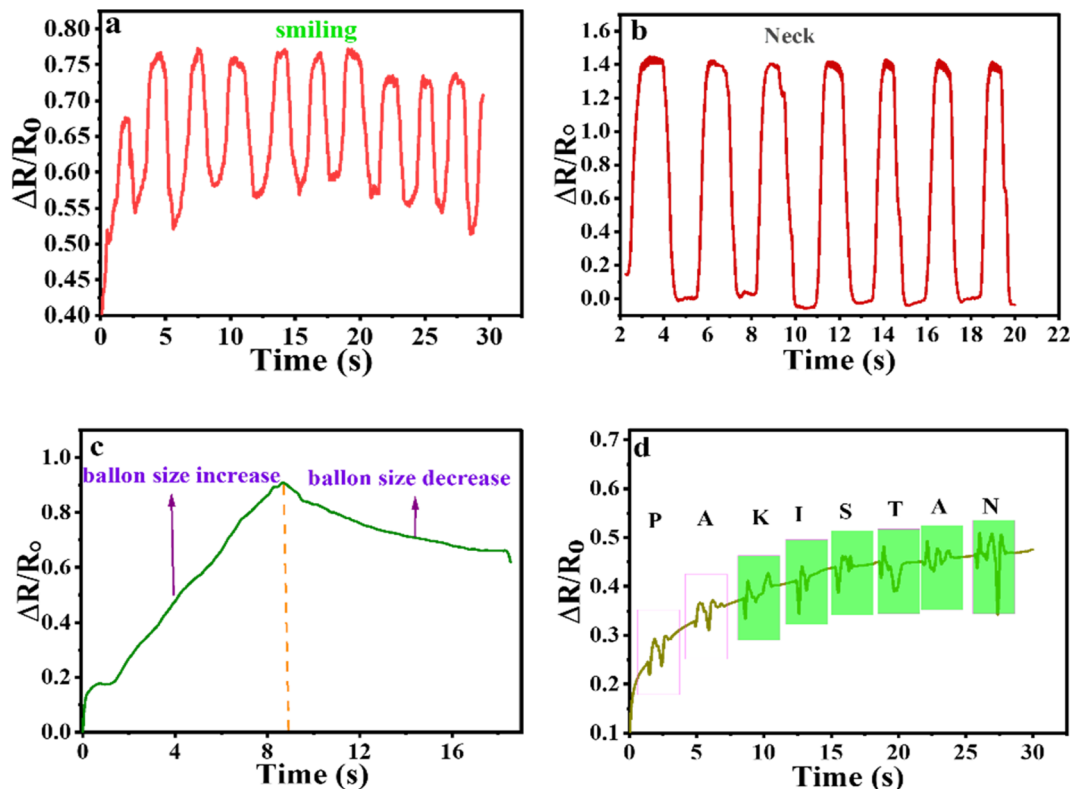 a
smiling
0.80
0.75
0.70
0.65
0.60
0.55
0.50
0.45
0.40
ΔR/Ro
0 5 10 15 20 25 30
Time (s)
b
Neck
1.6
1.4
1.2
1.0
0.8
0.6
0.4
0.2
0.0
ΔR/Ro
2 4 6 8 10 12 14 16 18 20 22
Time (s)
c
ballon size increase
ballon size decrease
1.0
0.8
0.6
0.4
0.2
0.0
ΔR/Ro
0 4 8 12 16
Time (s)
d
P A K I S T A N
0.7
0.6
0.5
0.4
0.3
0.2
0.1
ΔR/Ro
0 5 10 15 20 25 30
Time (s)